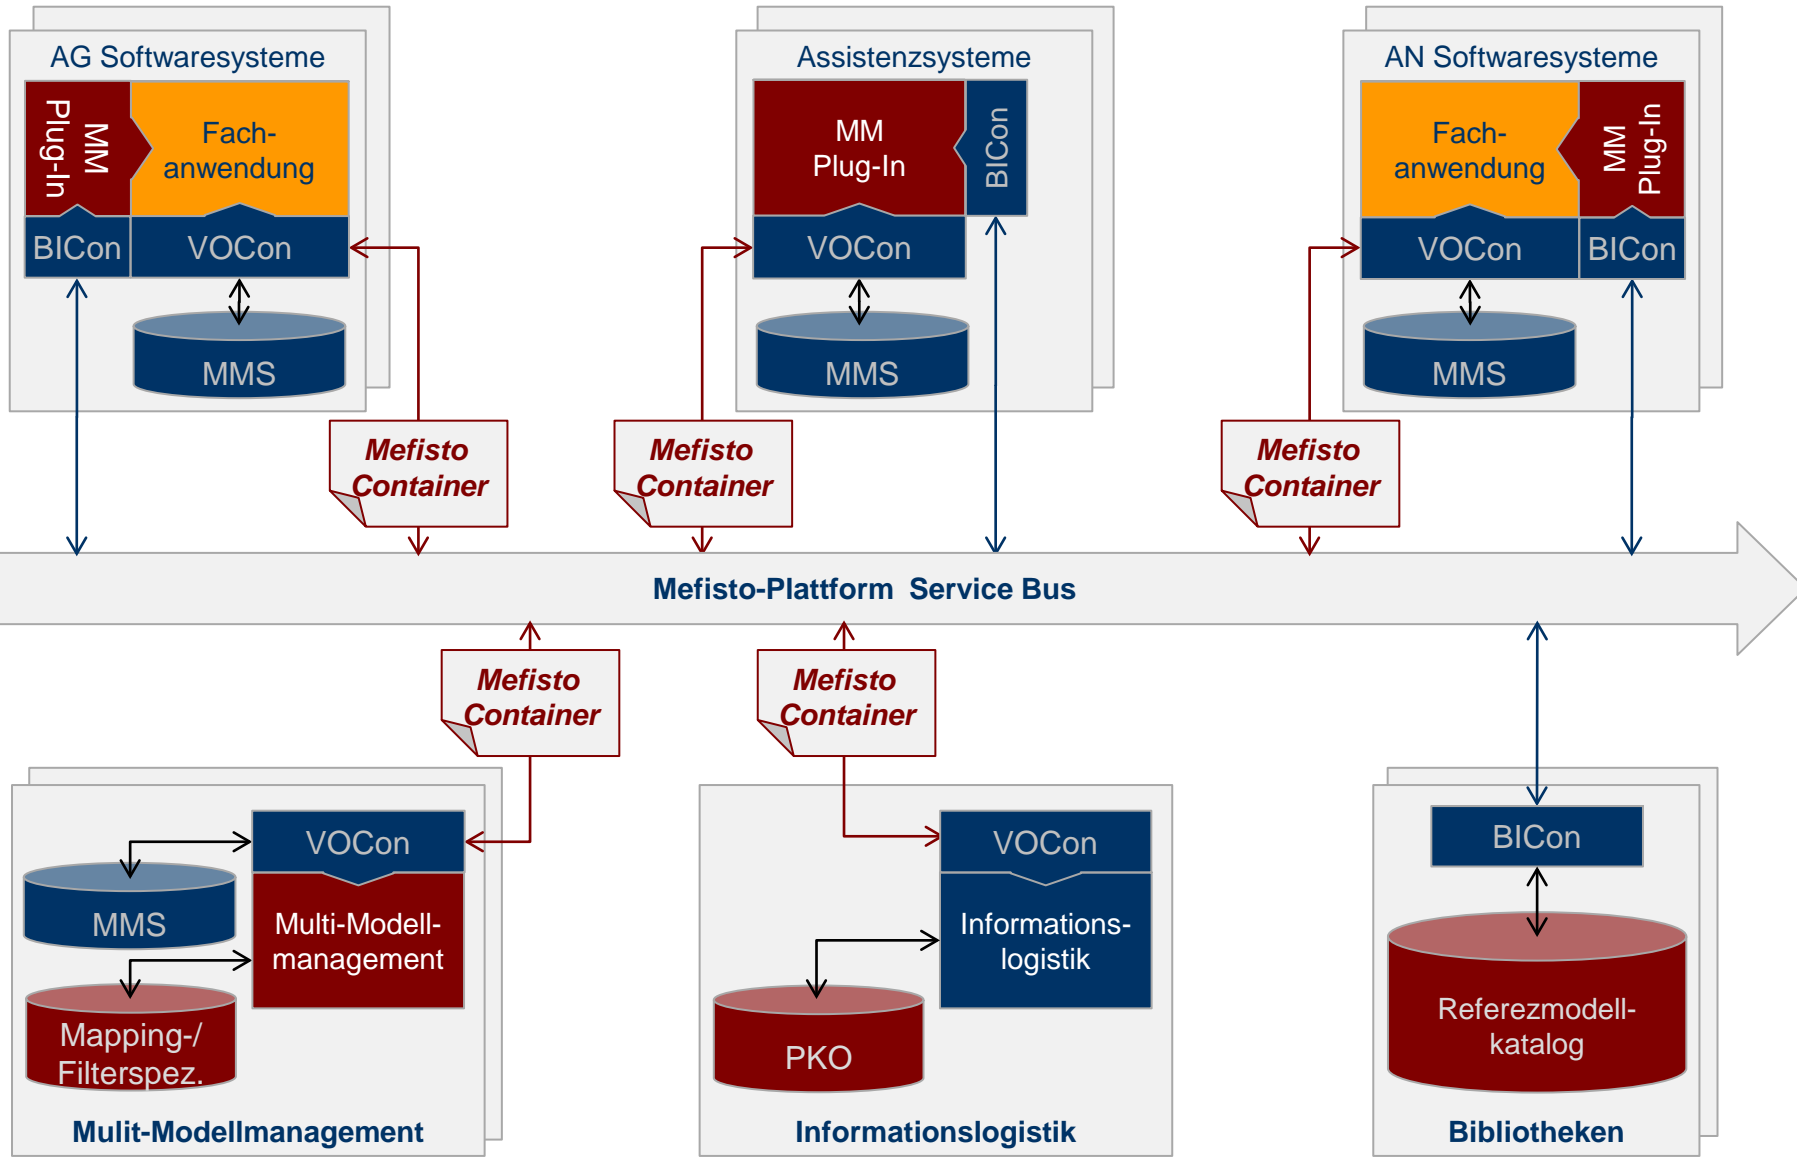 AG Softwaresysteme
MM
Plug-In
Fach-
anwendung
BICon
VOCon
MMS
Assistenzsysteme
MM
Plug-In
BICon
VOCon
MMS
AN Softwaresysteme
Fach-
anwendung
MM
Plug-In
VOCon
BICon
MMS
Mefisto
Container
Mefisto
Container
Mefisto
Container
Mefisto-Plattform Service Bus
Mefisto
Container
Mefisto
Container
VOCon
MMS
Multi-Modell-
management
Mapping-/
Filterspez.
Mulit-Modellmanagement
VOCon
Informations-
logistik
PKO
Informationslogistik
BICon
Referezmodell-
katalog
Bibliotheken